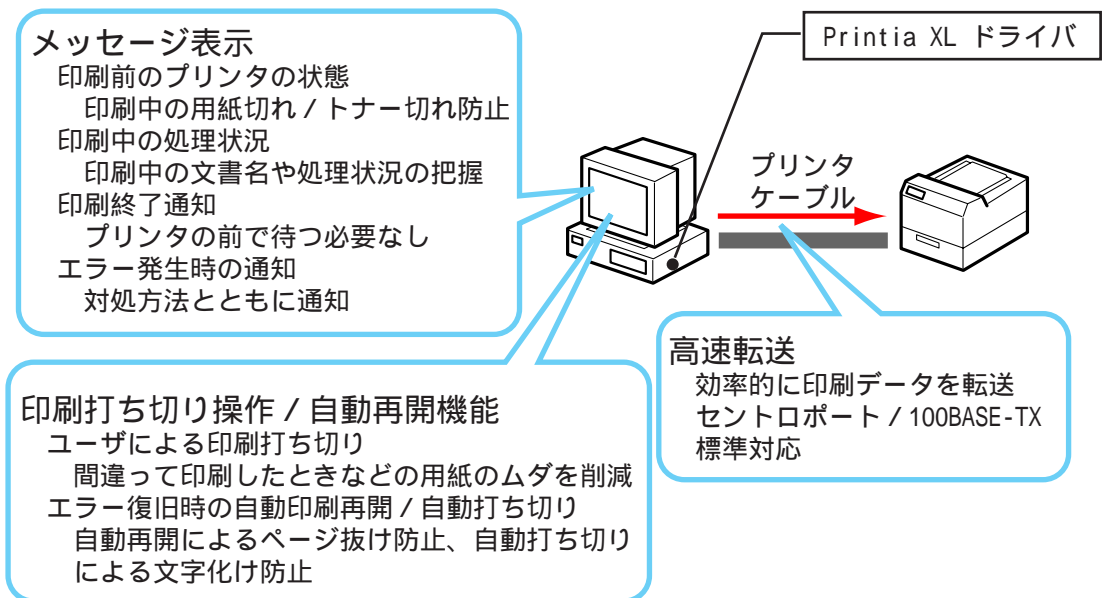 メッセージ表示
印刷前のプリンタの状態
印刷中の用紙切れ / トナー切れ防止
印刷中の処理状況
印刷中の文書名や処理状況の把握
印刷終了通知
プリンタの前で待つ必要なし
エラー発生時の通知
対処方法とともに通知
Printia XL ドライバ
プリンタ
ケーブル
高速転送
効率的に印刷データを転送
セントロポート / 100BASE-TX
標準対応
印刷打ち切り操作 / 自動再開機能
ユーザによる印刷打ち切り
間違って印刷したときなどの用紙のムダを削減
エラー復旧時の自動印刷再開 / 自動打ち切り
自動再開によるページ抜け防止、自動打ち切り
による文字化け防止